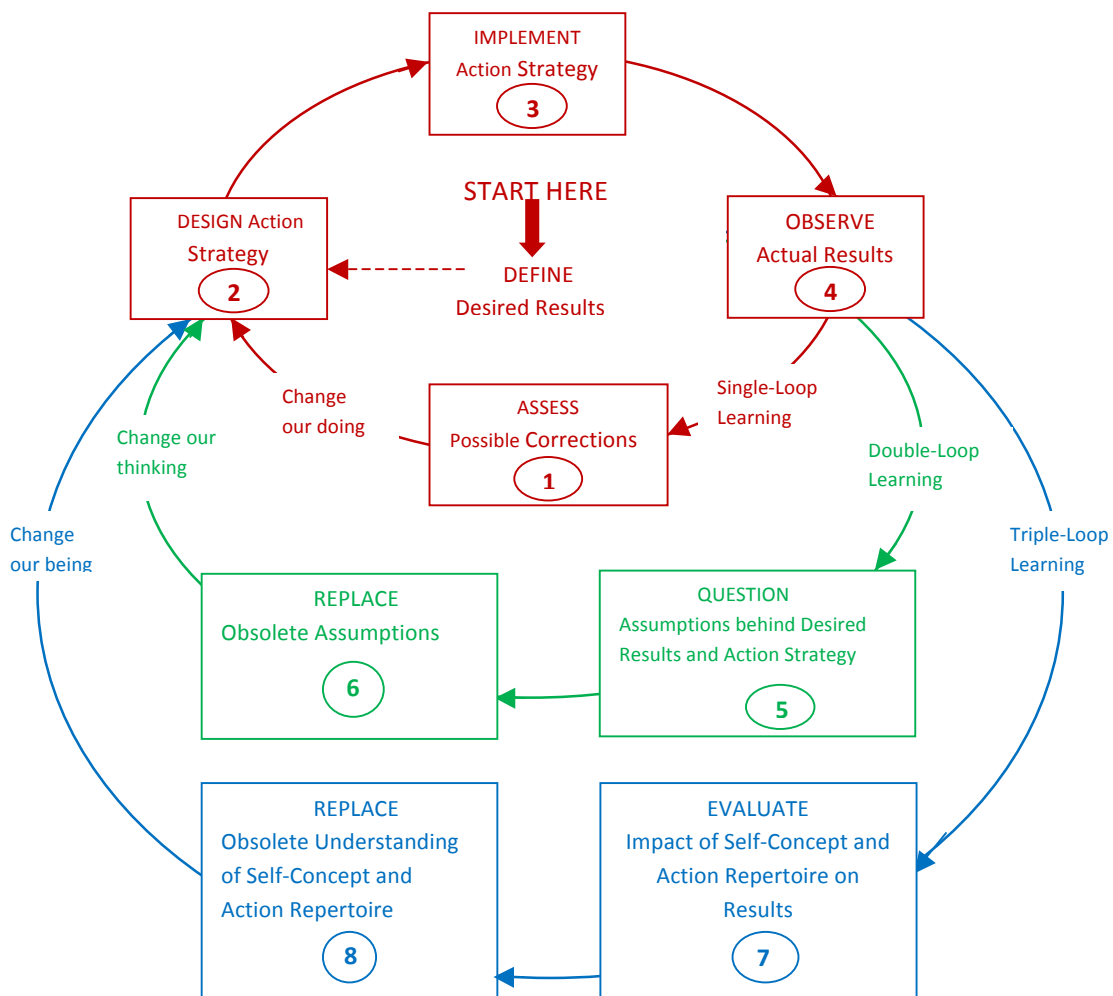 IMPLEMENT
Action Strategy
3
START HERE
DESIGN Action
Strategy
2
DEFINE
Desired Results
OBSERVE
Actual Results
4
Change
our doing
ASSESS
Possible Corrections
1
Single-Loop
Learning
Change our
thinking
Double-Loop
Learning
Change
our being
Triple-Loop
Learning
REPLACE
Obsolete Assumptions
6
QUESTION
Assumptions behind Desired
Results and Action Strategy
5
REPLACE
Obsolete Understanding
of Self-Concept and
Action Repertoire
8
EVALUATE
Impact of Self-Concept and
Action Repertoire on
Results
7